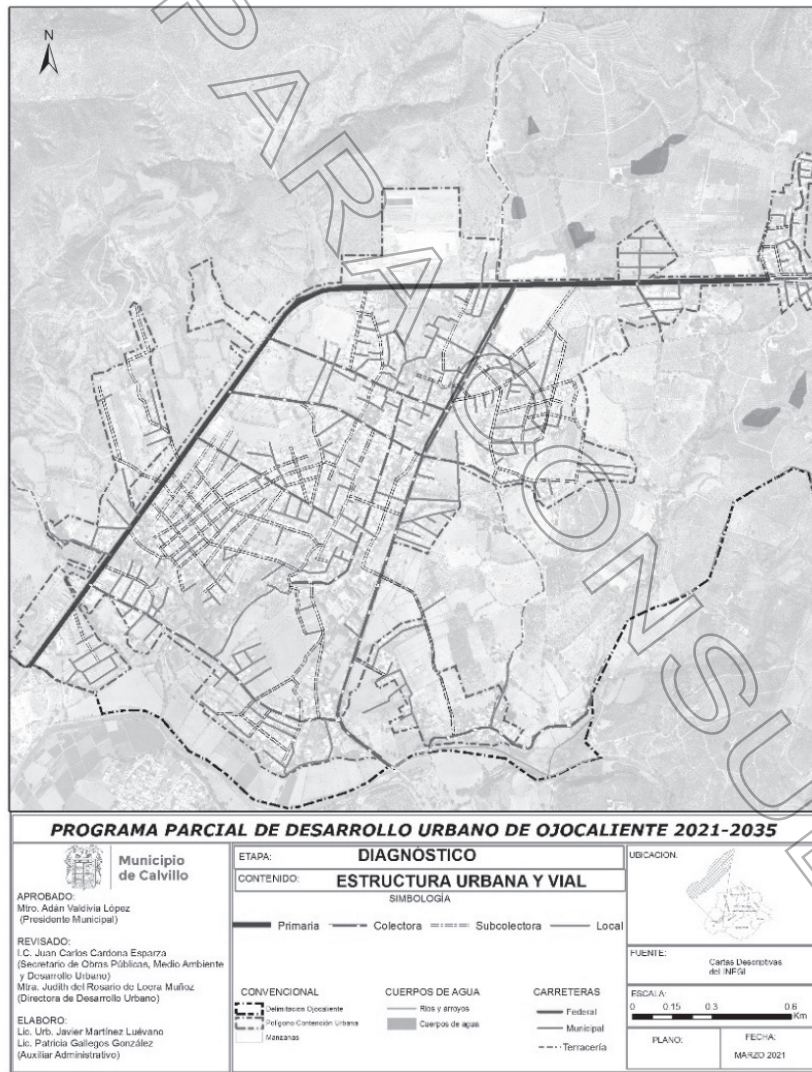 N
PARA CONSUL
PROGRAMA PARCIAL DE DESARROLLO URBANO DE OJOCALIENTE 2021-2035
Municipio
de Calvillo
APROBADO:
Mtro. Adán Valdivia López
(Presidente Municipal)
REVISADO:
I.C. Juan Carlos Cardona Esparza
(Secretario de Obras Públicas, Medio Ambiente
y Desarrollo Urbano)
Mtra. Judith del Rosario de Loera Muñoz
(Directora de Desarrollo Urbano)
ELABORO:
Lic. Urb. Javier Martínez Luévano
Lic. Patricia Gallegos González
(Auxiliar Administrativo)
ETAPA: DIAGNÓSTICO
CONTENIDO: ESTRUCTURA URBANA Y VIAL
SIMBOLOGÍA
Primaria Colectora Subcolectora Local
CONVENCIONAL
Delimitacion Ojocaliente
Polígono Contención Urbana
Manzanas
CUERPOS DE AGUA
Ríos y arroyos
Cuerpos de agua
CARRETERAS
Federal
Municipal
Terracería
UBICACIÓN:
FUENTE:
Cartas Descriptivas
del INEGI
ESCALA:
0 0.15 0.3 0.6
Km
PLANO:
FECHA:
MARZO 2021